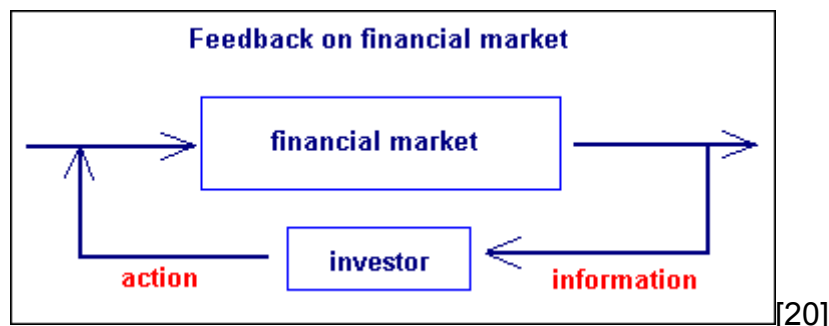 Feedback on financial market
financial market
investor
action
information
[20]